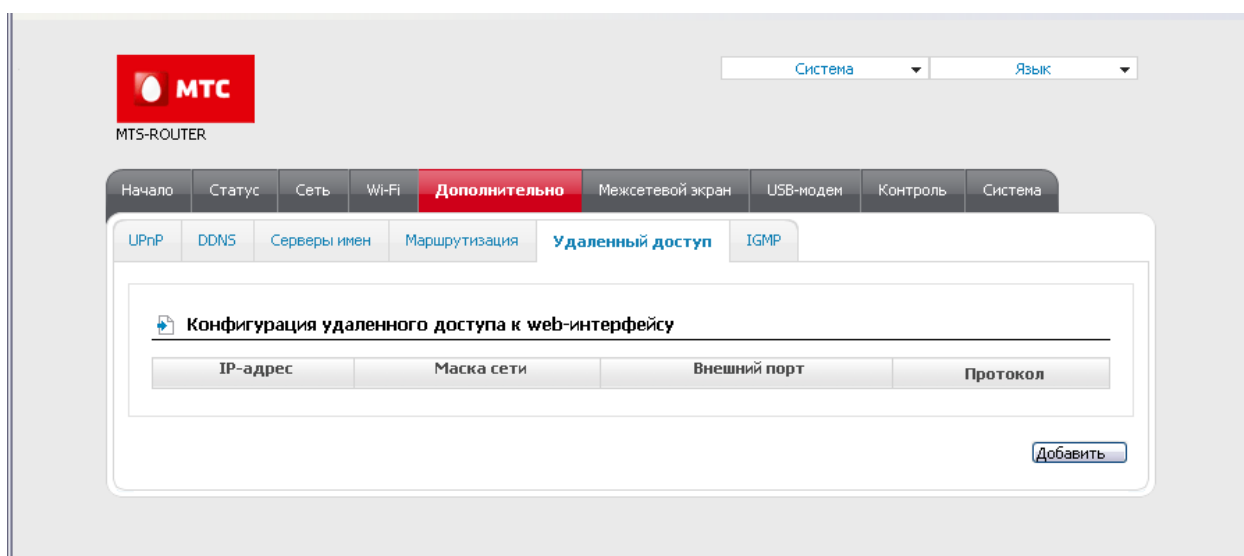 Система Язык
МТС
MTS-ROUTER
Начало Статус Сеть Wi-Fi Дополнительно Межсетевой экран USB-модем Контроль Система
UPnP DDNS Серверы имен Маршрутизация Удаленный доступ IGMP
Конфигурация удаленного доступа к web-интерфейсу
IP-адрес Маска сети Внешний порт Протокол
Добавить